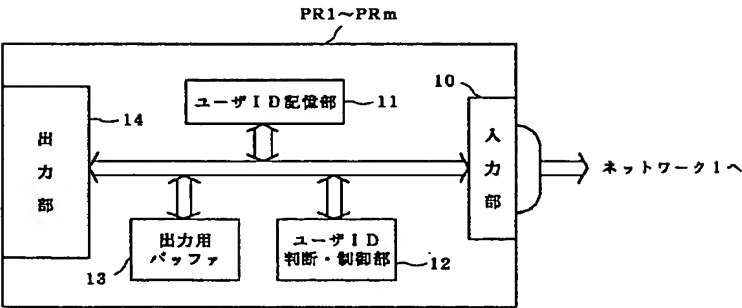 PR1～PRm
10
ユーザID記憶部
11
14
出力部
入力部
ネットワーク1へ
出力用
バッファ
13
ユーザID
判断・制御部
12